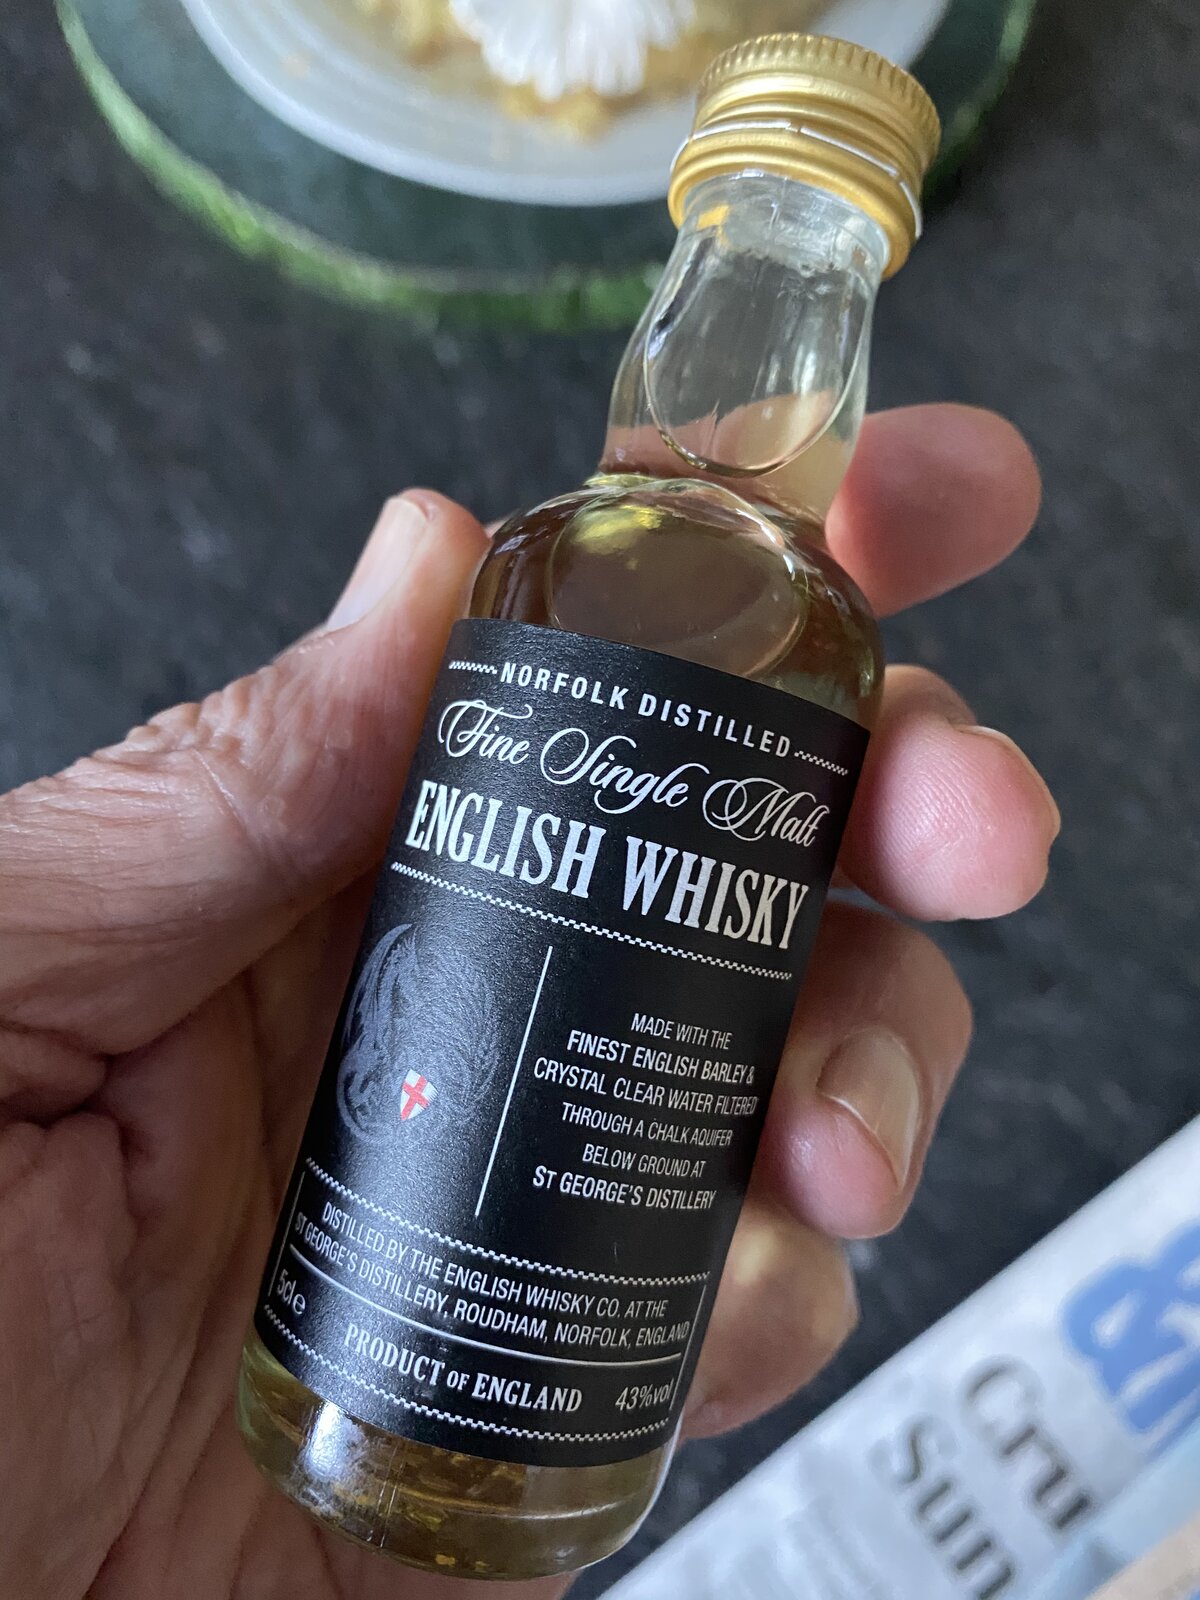 NORFOLK DISTILLED
Fine Single Malt
ENGLISH WHISKY
MADE WITH THE
FINEST ENGLISH BARLEY &
CRYSTAL CLEAR WATER FILTERED
THROUGH A CHALK AQUIFER
BELOW GROUND AT
ST GEORGE'S DISTILLERY
DISTILLED BY THE ENGLISH WHISKY CO. AT THE
ST GEORGE'S DISTILLERY, ROUDHAM, NORFOLK, ENGLAND
5cl e
PRODUCT OF ENGLAND
43%vol
Cru
sun